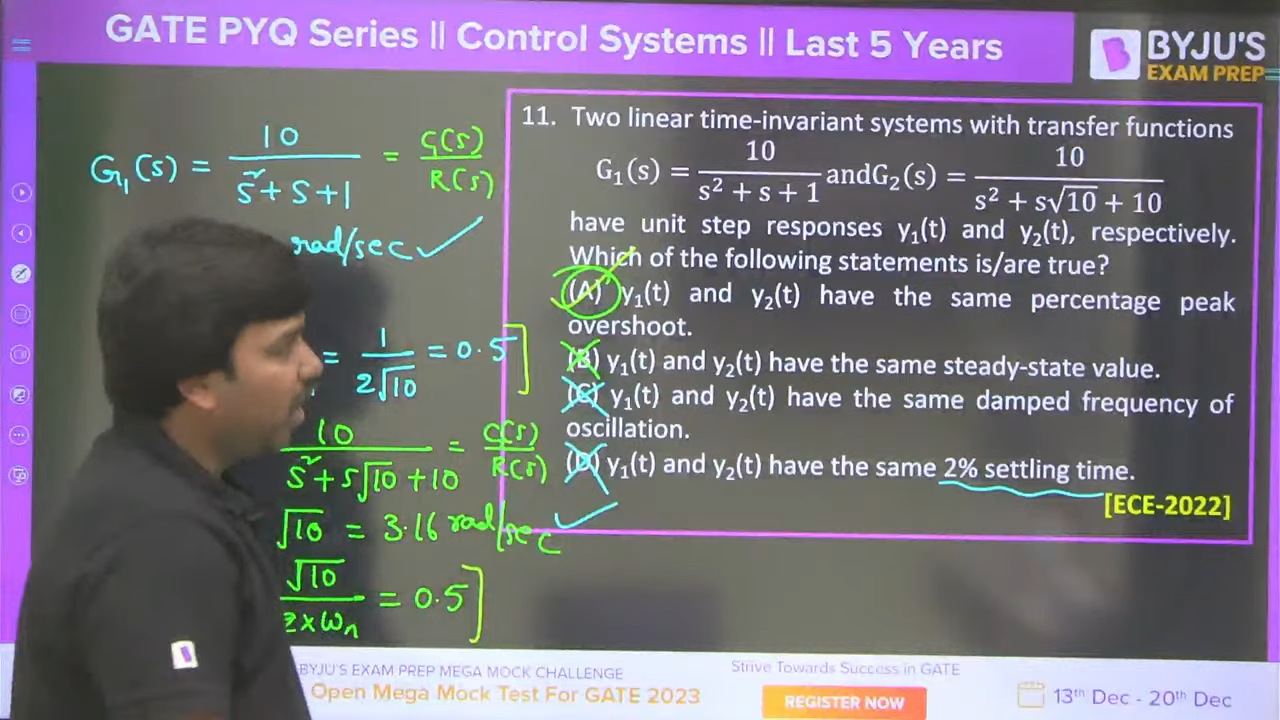 GATE PYQ Series || Control Systems || Last 5 Years
BYJU'S
EXAM PREP
G₁(s) = 10 / (s² + s + 1) = C(s) / R(s)
rad/sec ✓
= 1 / (2√10) = 0.5 ]
10 / (s² + s√10 + 10) = C(s) / R(s)
√10 = 3.16 rad/sec ✓
√10 / (2 × ωn) = 0.5 ]
11. Two linear time-invariant systems with transfer functions
G₁(s) = 10 / (s² + s + 1) andG₂(s) = 10 / (s² + s√10 + 10)
have unit step responses y₁(t) and y₂(t), respectively.
Which of the following statements is/are true?
(A) y₁(t) and y₂(t) have the same percentage peak
overshoot.
(B) y₁(t) and y₂(t) have the same steady-state value.
(C) y₁(t) and y₂(t) have the same damped frequency of
oscillation.
(D) y₁(t) and y₂(t) have the same 2% settling time.
[ECE-2022]
BYJU'S EXAM PREP MEGA MOCK CHALLENGE
Open Mega Mock Test For GATE 2023
Strive Towards Success in GATE
REGISTER NOW
13th Dec - 20th Dec